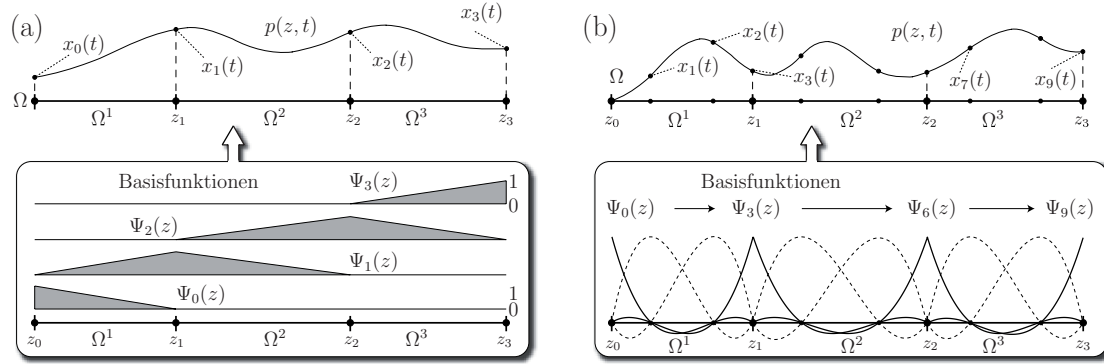 (a)
x₀(t)
x₁(t)
p(z, t)
x₂(t)
x₃(t)
Ω
Ω¹ Ω² Ω³
z₁ z₂ z₃
Basisfunktionen
Ψ₃(z)
1
0
Ψ₂(z)
Ψ₁(z)
Ψ₀(z)
1
0
z₀ Ω¹ z₁ Ω² z₂ Ω³ z₃
(b)
x₂(t)
p(z, t)
Ω
x₁(t)
x₃(t)
x₇(t)
x₉(t)
z₀ Ω¹ z₁ Ω² z₂ Ω³ z₃
Basisfunktionen
Ψ₀(z) Ψ₃(z) Ψ₆(z) Ψ₉(z)
z₀ Ω¹ z₁ Ω² z₂ Ω³ z₃